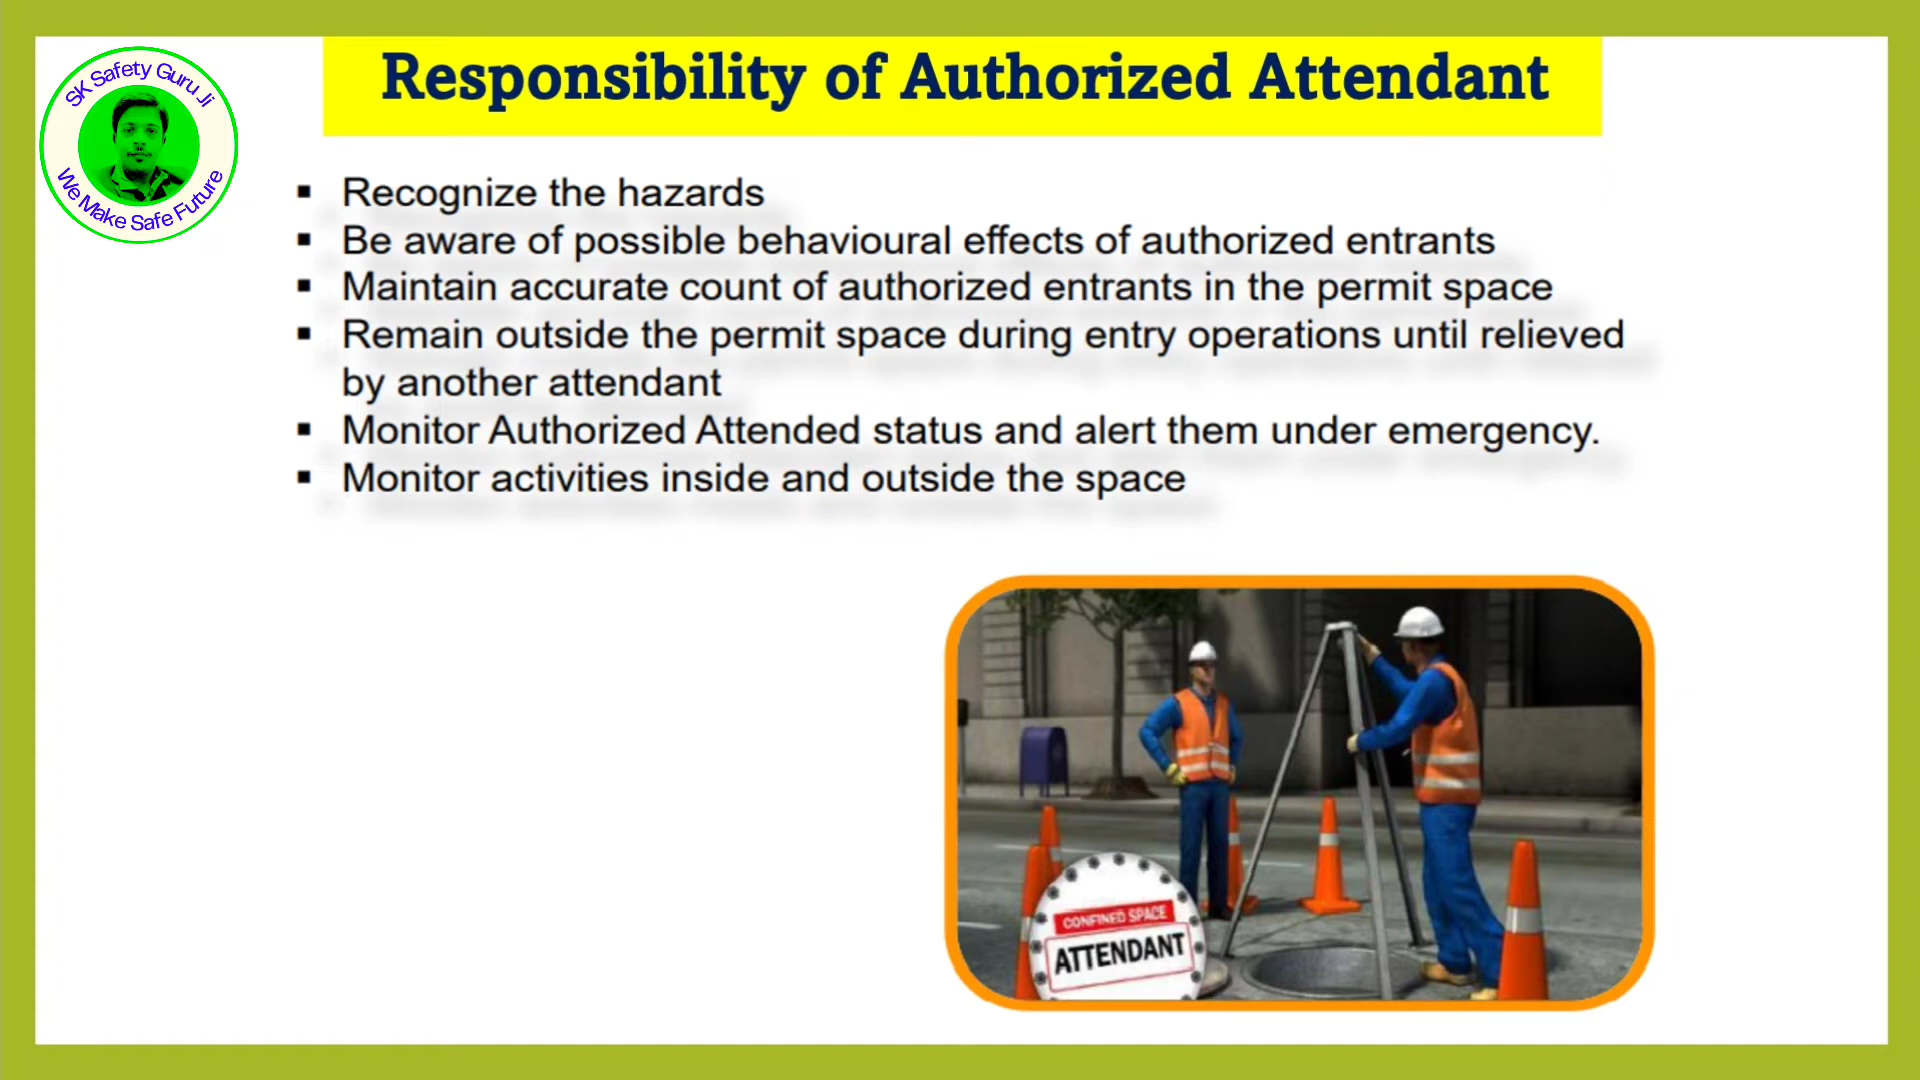 SK Safety Guru Ji
We Make Safe Future
Responsibility of Authorized Attendant
▪ Recognize the hazards
▪ Be aware of possible behavioural effects of authorized entrants
▪ Maintain accurate count of authorized entrants in the permit space
▪ Remain outside the permit space during entry operations until relieved
by another attendant
▪ Monitor Authorized Attended status and alert them under emergency.
▪ Monitor activities inside and outside the space
CONFINED SPACE
ATTENDANT